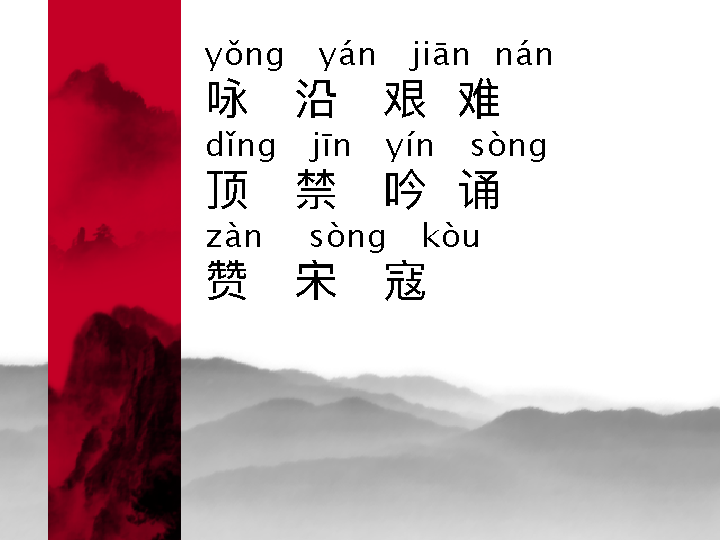 yǒng yán jiān nán
咏 沿 艰 难
dǐng jīn yín sòng
顶 禁 吟 诵
zàn sòng kòu
赞 宋 寇